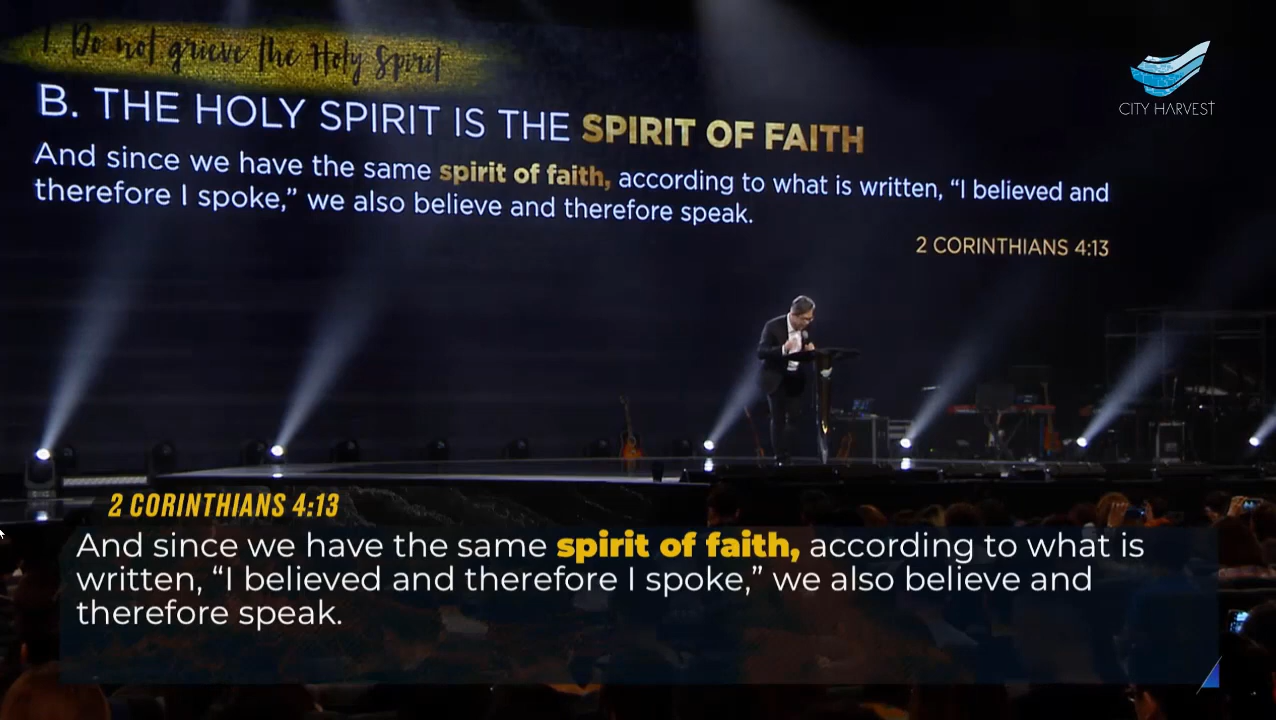 1. Do not grieve the Holy Spirit
CITY HARVEST
B. THE HOLY SPIRIT IS THE SPIRIT OF FAITH
And since we have the same spirit of faith, according to what is written, “I believed and
therefore I spoke,” we also believe and therefore speak.
2 CORINTHIANS 4:13
2 CORINTHIANS 4:13
And since we have the same spirit of faith, according to what is
written, “I believed and therefore I spoke,” we also believe and
therefore speak.